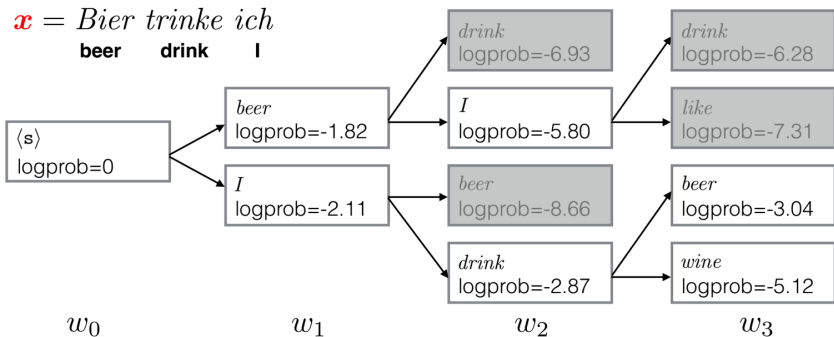 x = Bier trinke ich
beer drink I
⟨s⟩
logprob=0
beer
logprob=-1.82
I
logprob=-2.11
drink
logprob=-6.93
I
logprob=-5.80
beer
logprob=-8.66
drink
logprob=-2.87
drink
logprob=-6.28
like
logprob=-7.31
beer
logprob=-3.04
wine
logprob=-5.12
w₀ w₁ w₂ w₃